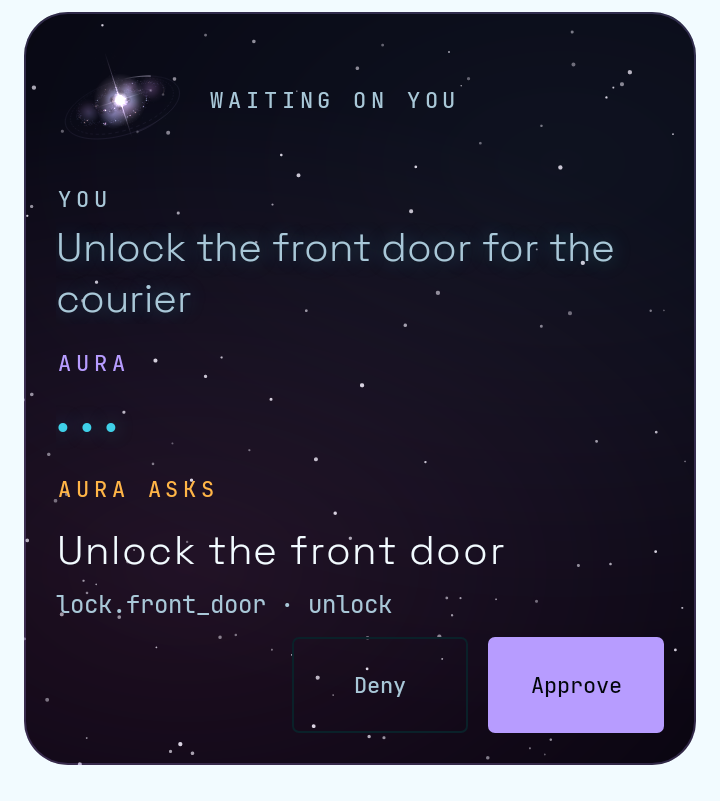 WAITING ON YOU
YOU
Unlock the front door for the
courier
AURA
AURA ASKS
Unlock the front door
lock.front_door · unlock
Deny
Approve